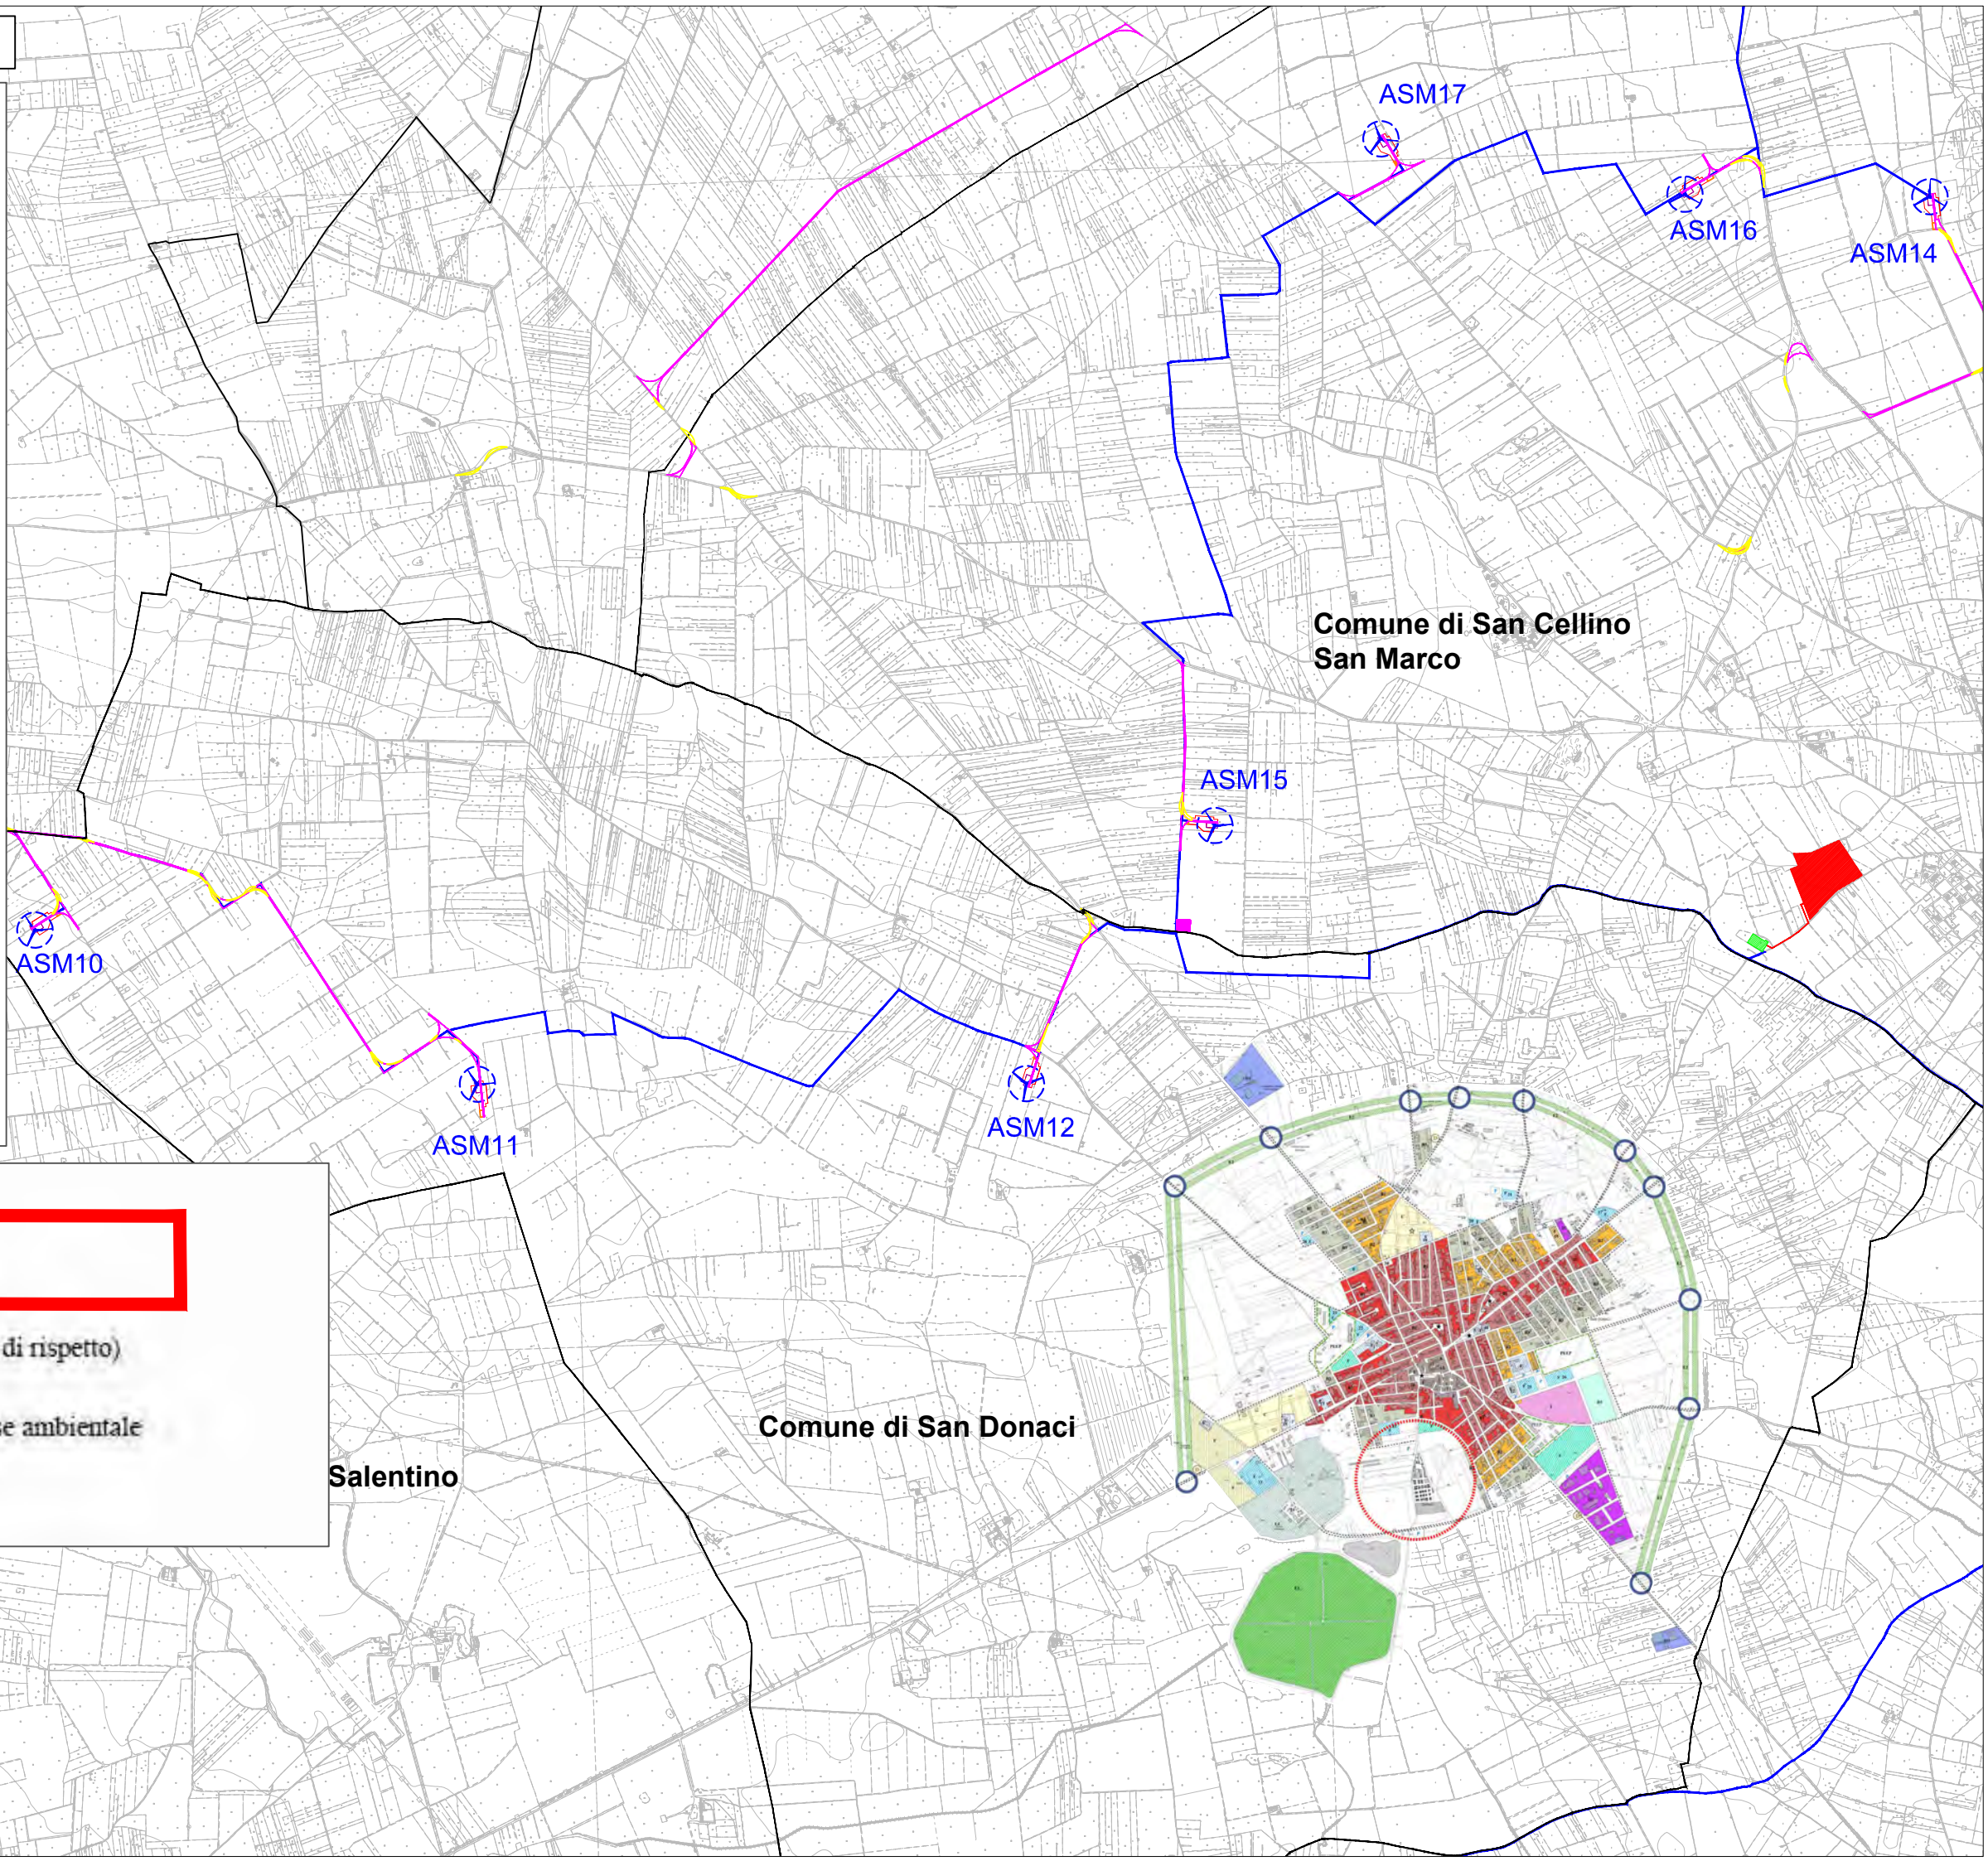 ASM17
ASM16
ASM14
Comune di San Cellino
San Marco
ASM15
ASM10
ASM11
ASM12
di rispetto)
se ambientale
Comune di San Donaci
Salentino